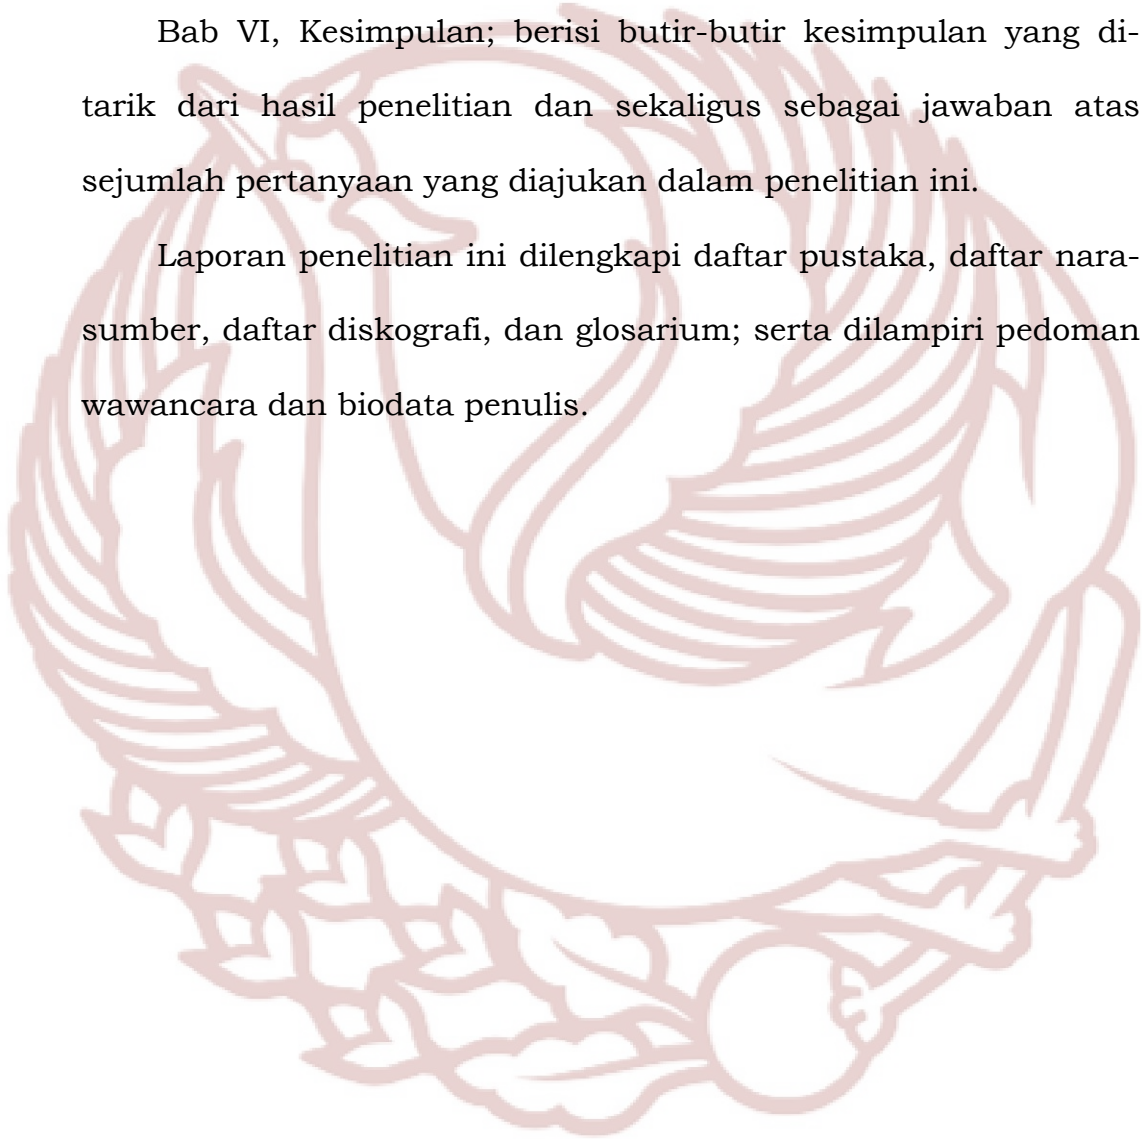 Bab VI, Kesimpulan; berisi butir-butir kesimpulan yang di-
tarik dari hasil penelitian dan sekaligus sebagai jawaban atas
sejumlah pertanyaan yang diajukan dalam penelitian ini.
Laporan penelitian ini dilengkapi daftar pustaka, daftar nara-
sumber, daftar diskografi, dan glosarium; serta dilampiri pedoman
wawancara dan biodata penulis.